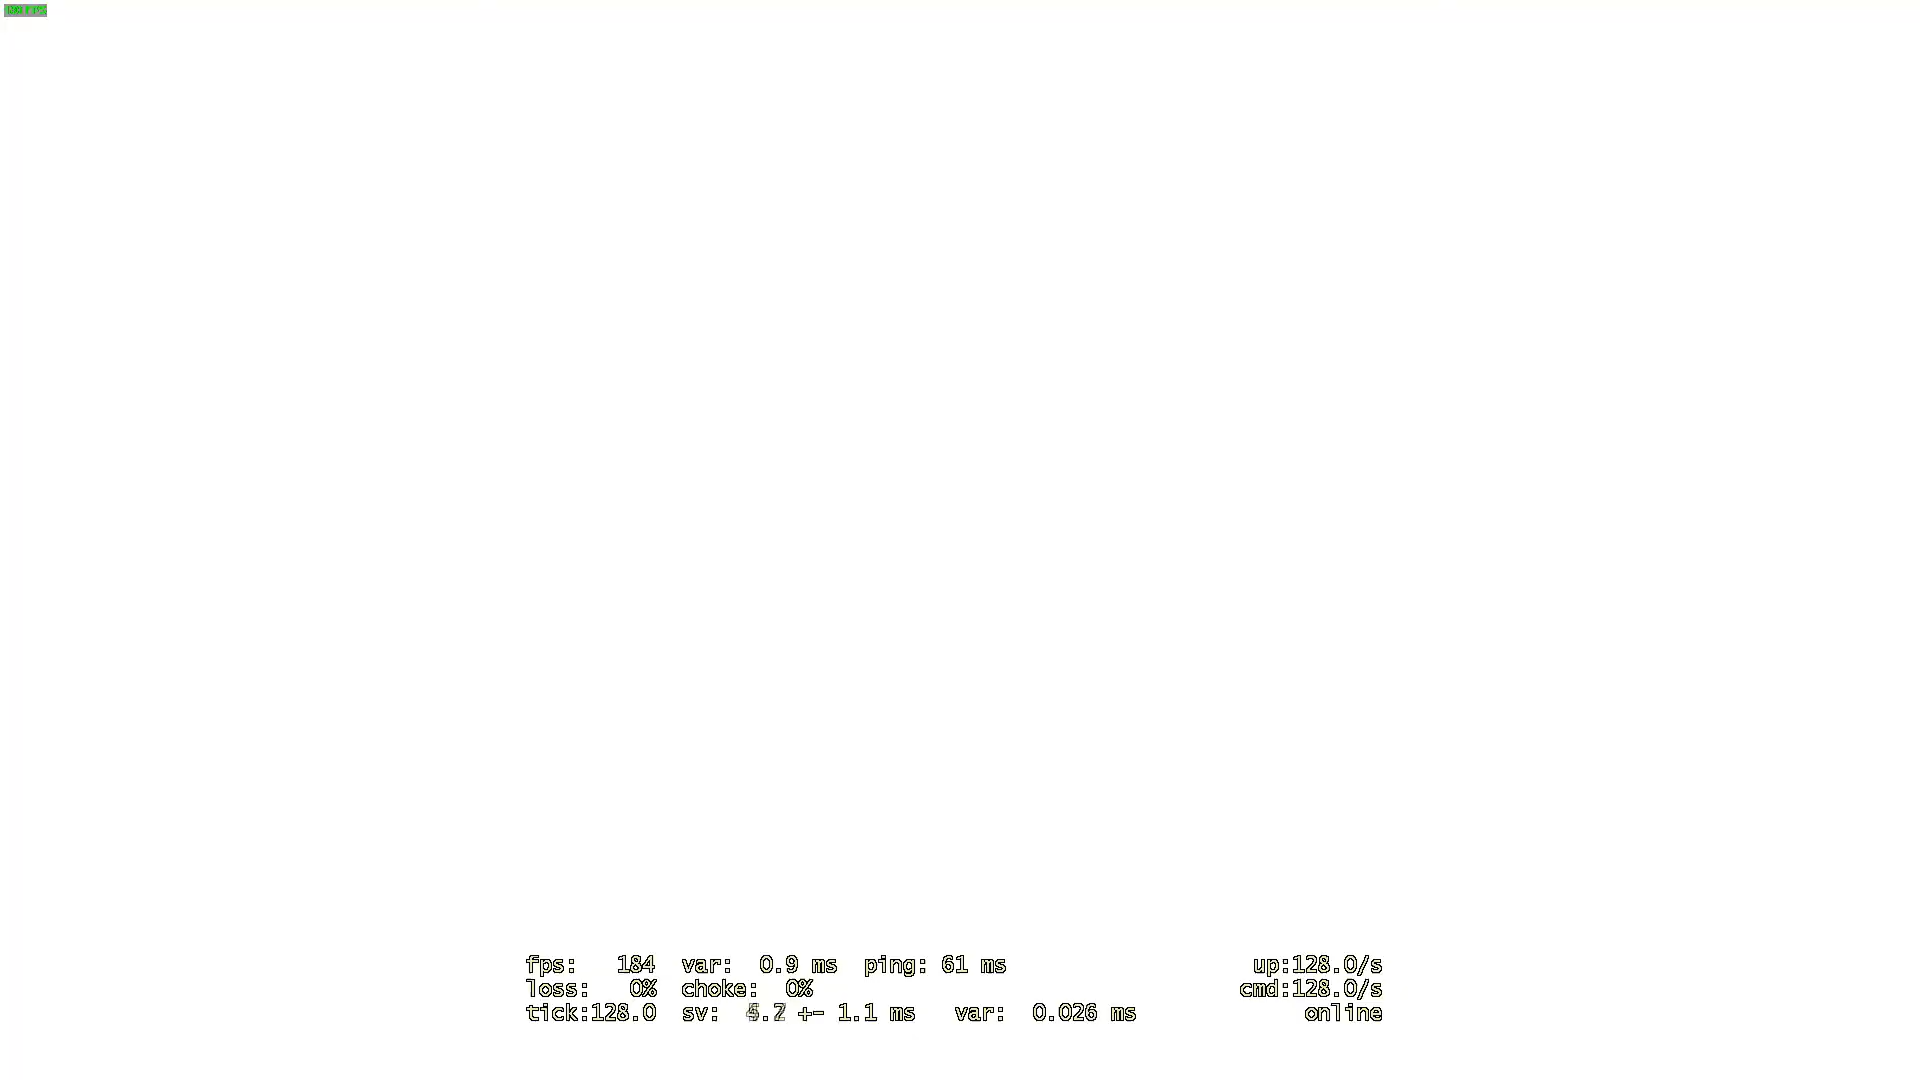 fps: 184 var: 0.9 ms ping: 61 ms up:128.0/s
loss: 0% choke: 0% cmd:128.0/s
tick:128.0 sv: +- 1.1 ms var: 0.026 ms online